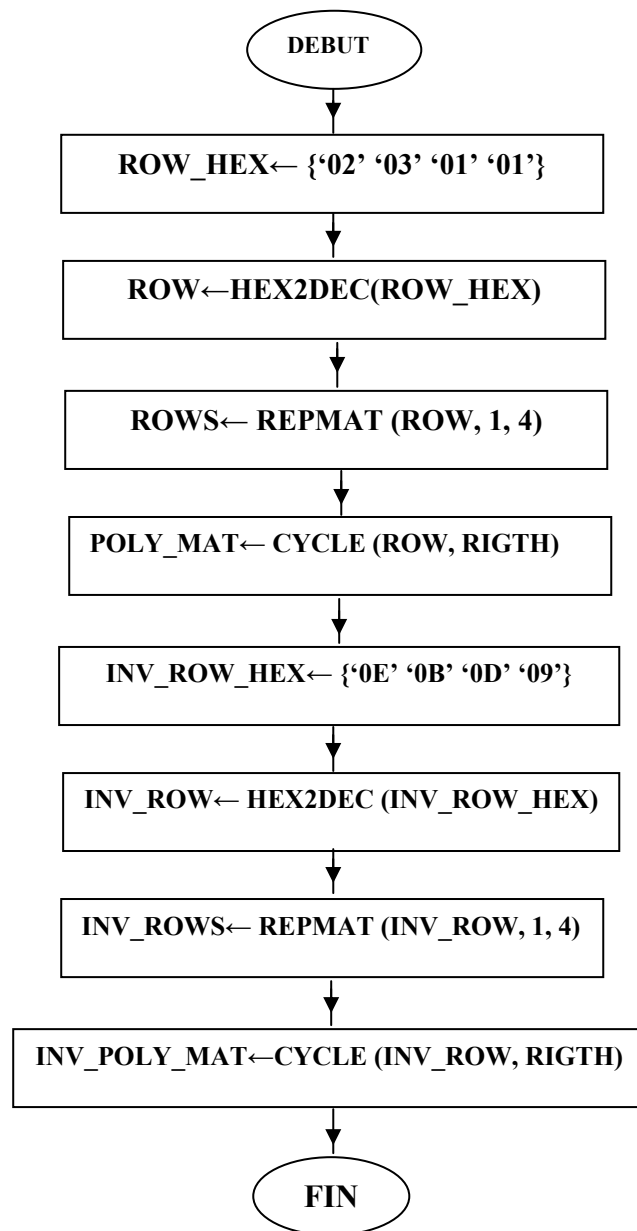 DEBUT
ROW_HEX← {‘02’ ‘03’ ‘01’ ‘01’}
ROW←HEX2DEC(ROW_HEX)
ROWS← REPMAT (ROW, 1, 4)
POLY_MAT← CYCLE (ROW, RIGTH)
INV_ROW_HEX← {‘0E’ ‘0B’ ‘0D’ ‘09’}
INV_ROW← HEX2DEC (INV_ROW_HEX)
INV_ROWS← REPMAT (INV_ROW, 1, 4)
INV_POLY_MAT←CYCLE (INV_ROW, RIGTH)
FIN